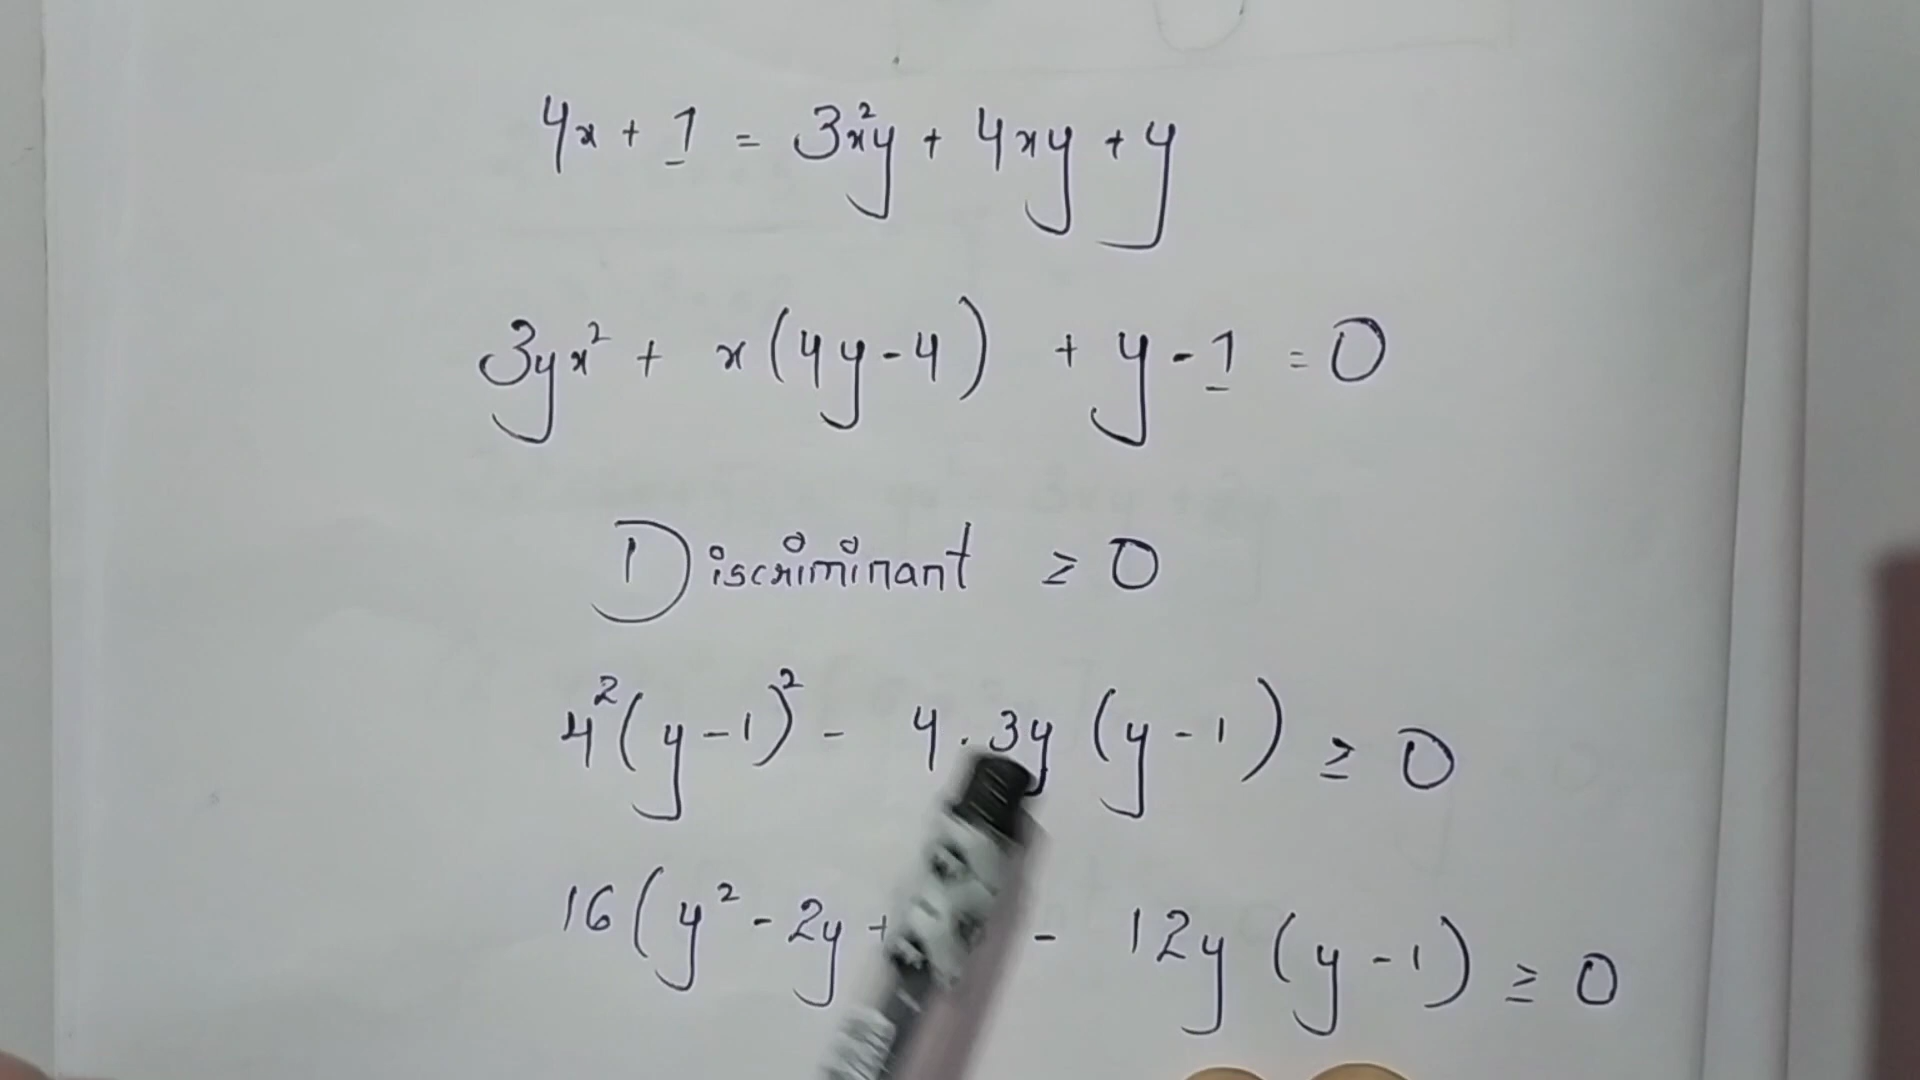 4x + 1 = 3x²y + 4xy + y
3yx² + x(4y-4) + y-1 = 0
Discriminant ≥ 0
4²(y-1)² - 4.3y(y-1) ≥ 0
16(y² - 2y + - 12y(y-1) ≥ 0